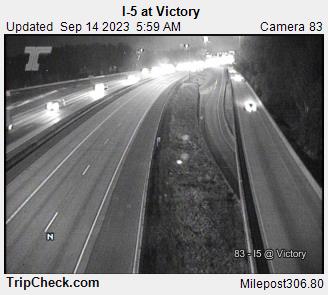 I-5 at Victory
Updated Sep 14 2023 5:59 AM Camera 83
T
N
83 - I5 @ Victory
TripCheck.com Milepost306.80